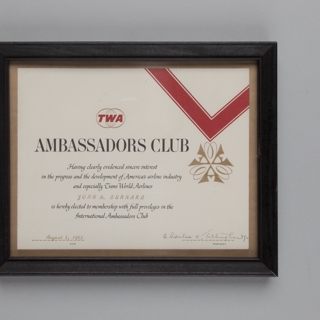 TWA
AMBASSADORS CLUB
Having clearly evidenced sincere interest
in the progress and the development of America's airline industry
and especially Trans World Airlines
is hereby elected to membership with full privileges in the
International Ambassadors Club
August